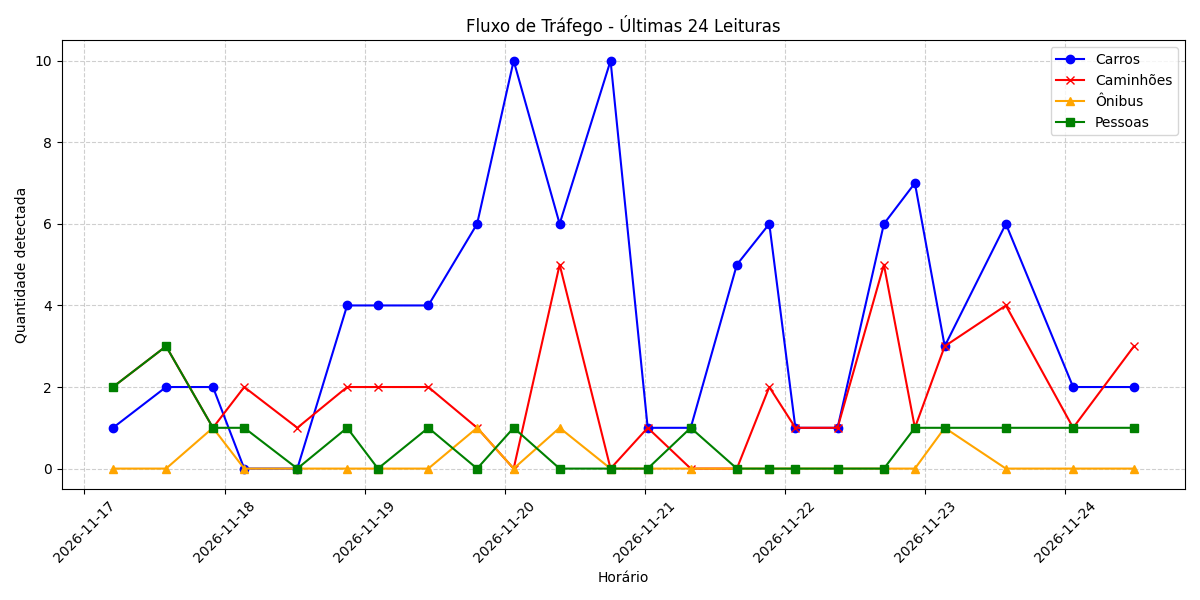 Fluxo de Tráfego - Últimas 24 Leituras
Carros
Caminhões
Ônibus
Pessoas
Quantidade detectada
10
8
6
4
2
0
2026-11-17
2026-11-18
2026-11-19
2026-11-20
2026-11-21
2026-11-22
2026-11-23
2026-11-24
Horário